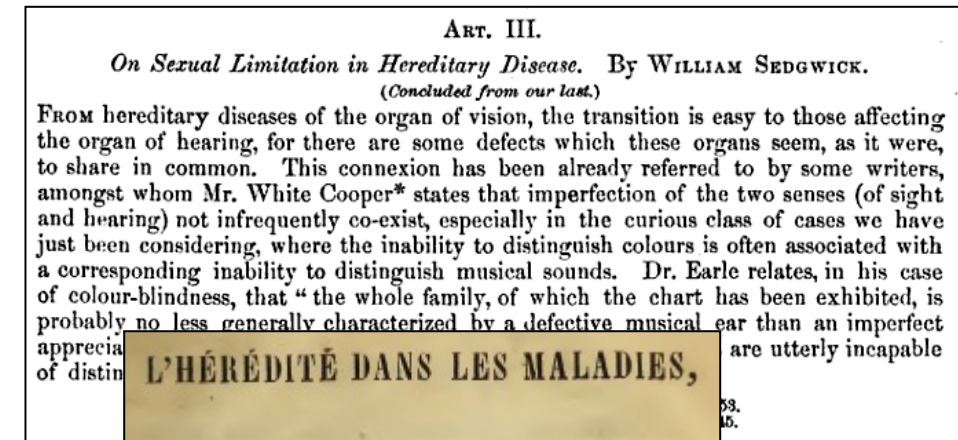 ART. III.
On Sexual Limitation in Hereditary Disease. By WILLIAM SEDGWICK.
(Concluded from our last.)
FROM hereditary diseases of the organ of vision, the transition is easy to those affecting
the organ of hearing, for there are some defects which these organs seem, as it were,
to share in common. This connexion has been already referred to by some writers,
amongst whom Mr. White Cooper* states that imperfection of the two senses (of sight
and hearing) not infrequently co-exist, especially in the curious class of cases we have
just been considering, where the inability to distinguish colours is often associated with
a corresponding inability to distinguish musical sounds. Dr. Earle relates, in his case
of colour-blindness, that “ the whole family, of which the chart has been exhibited, is
probably no less generally characterized by a defective musical ear than an imperfect
apprecia are utterly incapable
of distin
L'HÉRÉDITÉ DANS LES MALADIES,